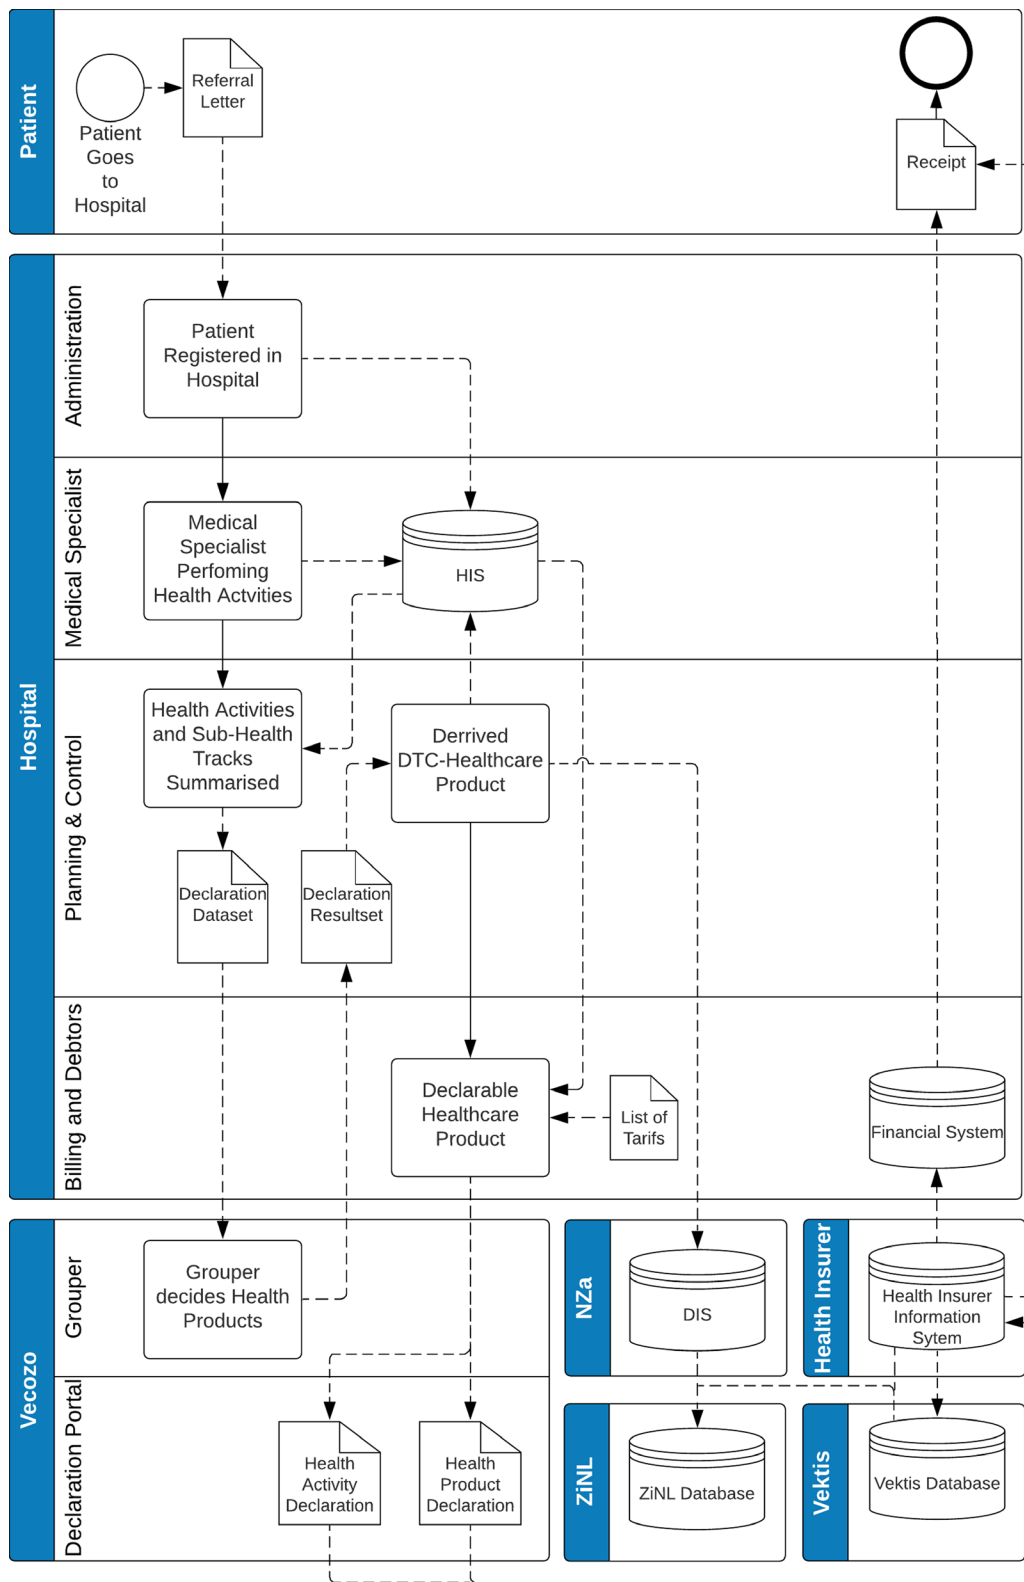 Patient
Patient
Goes
to
Hospital
Referral
Letter
Receipt
Hospital
Administration
Patient
Registered in
Hospital
Medical Specialist
Medical
Specialist
Perfoming
Health Actvities
HIS
Planning & Control
Health Activities
and Sub-Health
Tracks
Summarised
Derrived
DTC-Healthcare
Product
Declaration
Dataset
Declaration
Resultset
Billing and Debtors
Declarable
Healthcare
Product
List of
Tarifs
Financial System
Vecozo
Grouper
Grouper
decides Health
Products
NZa
DIS
Health Insurer
Health Insurer
Information
Sytem
Declaration Portal
Health
Activity
Declaration
Health
Product
Declaration
ZiNL
ZiNL Database
Vektis
Vektis Database